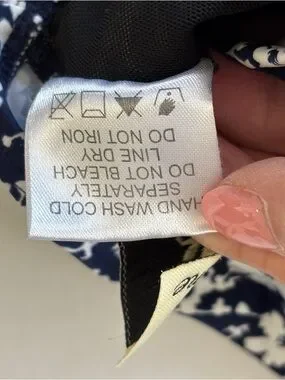 HAND WASH COLD
SEPARATELY
DO NOT BLEACH
LINE DRY
DO NOT IRON